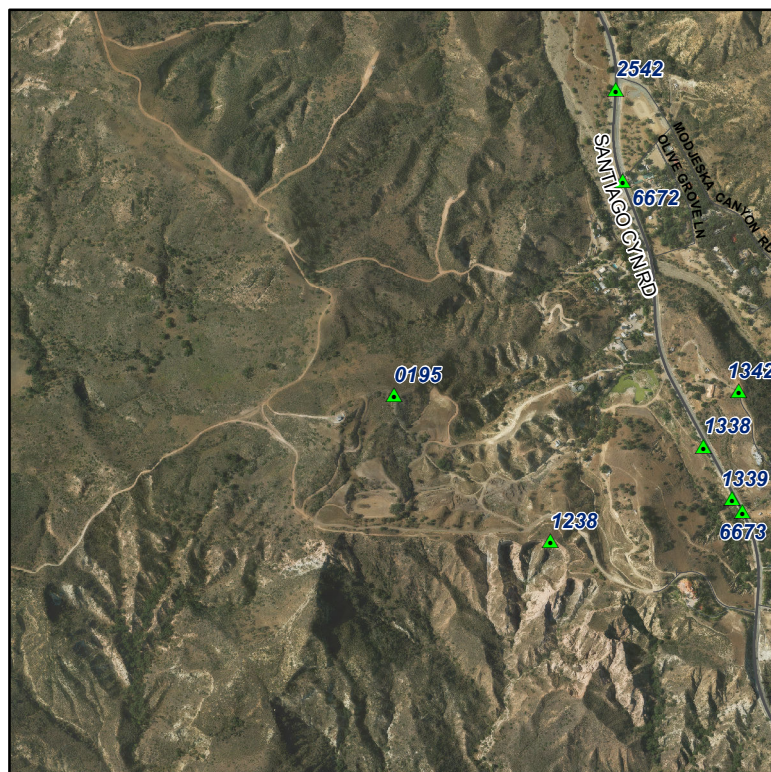 2542
SANTIAGO CYN RD
MODJESKA CANYON RD
OLIVE GROVE LN
6672
0195
1342
1338
1339
6673
1238